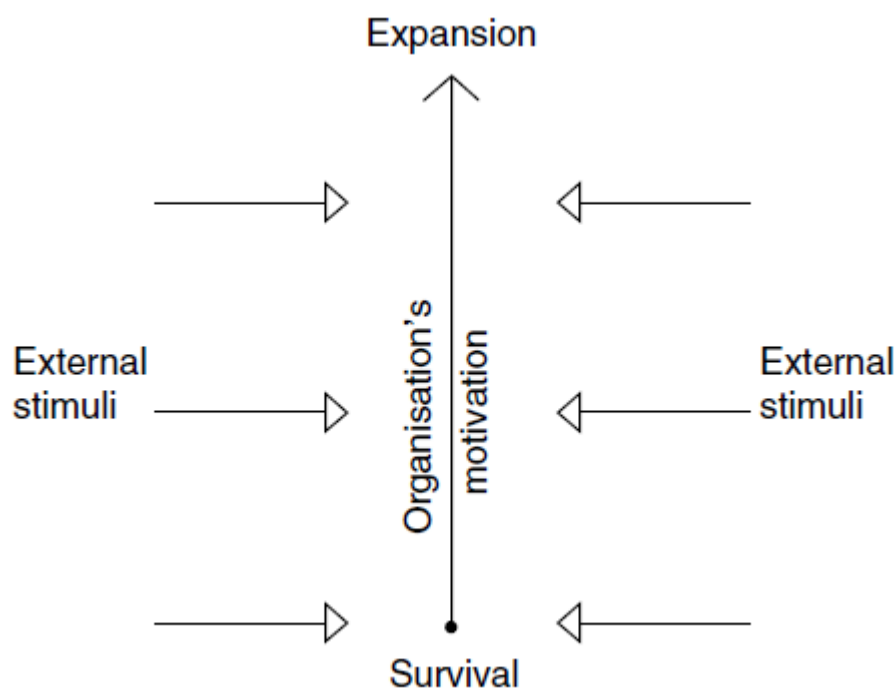 Expansion
External
stimuli
Organisation's
motivation
External
stimuli
Survival